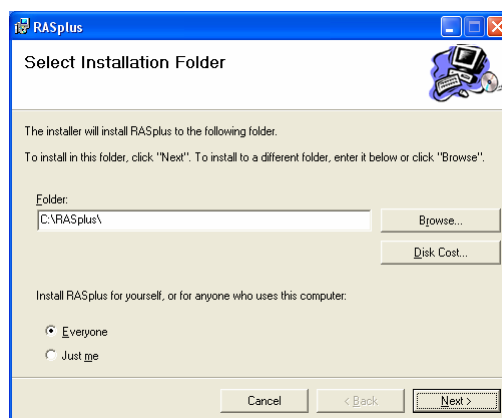 RASplus
Select Installation Folder
The installer will install RASplus to the following folder.
To install in this folder, click "Next". To install to a different folder, enter it below or click "Browse".
Folder:
C:\RASplus\
Browse...
Disk Cost...
Install RASplus for yourself, or for anyone who uses this computer:
Everyone
Just me
Cancel
< Back
Next >